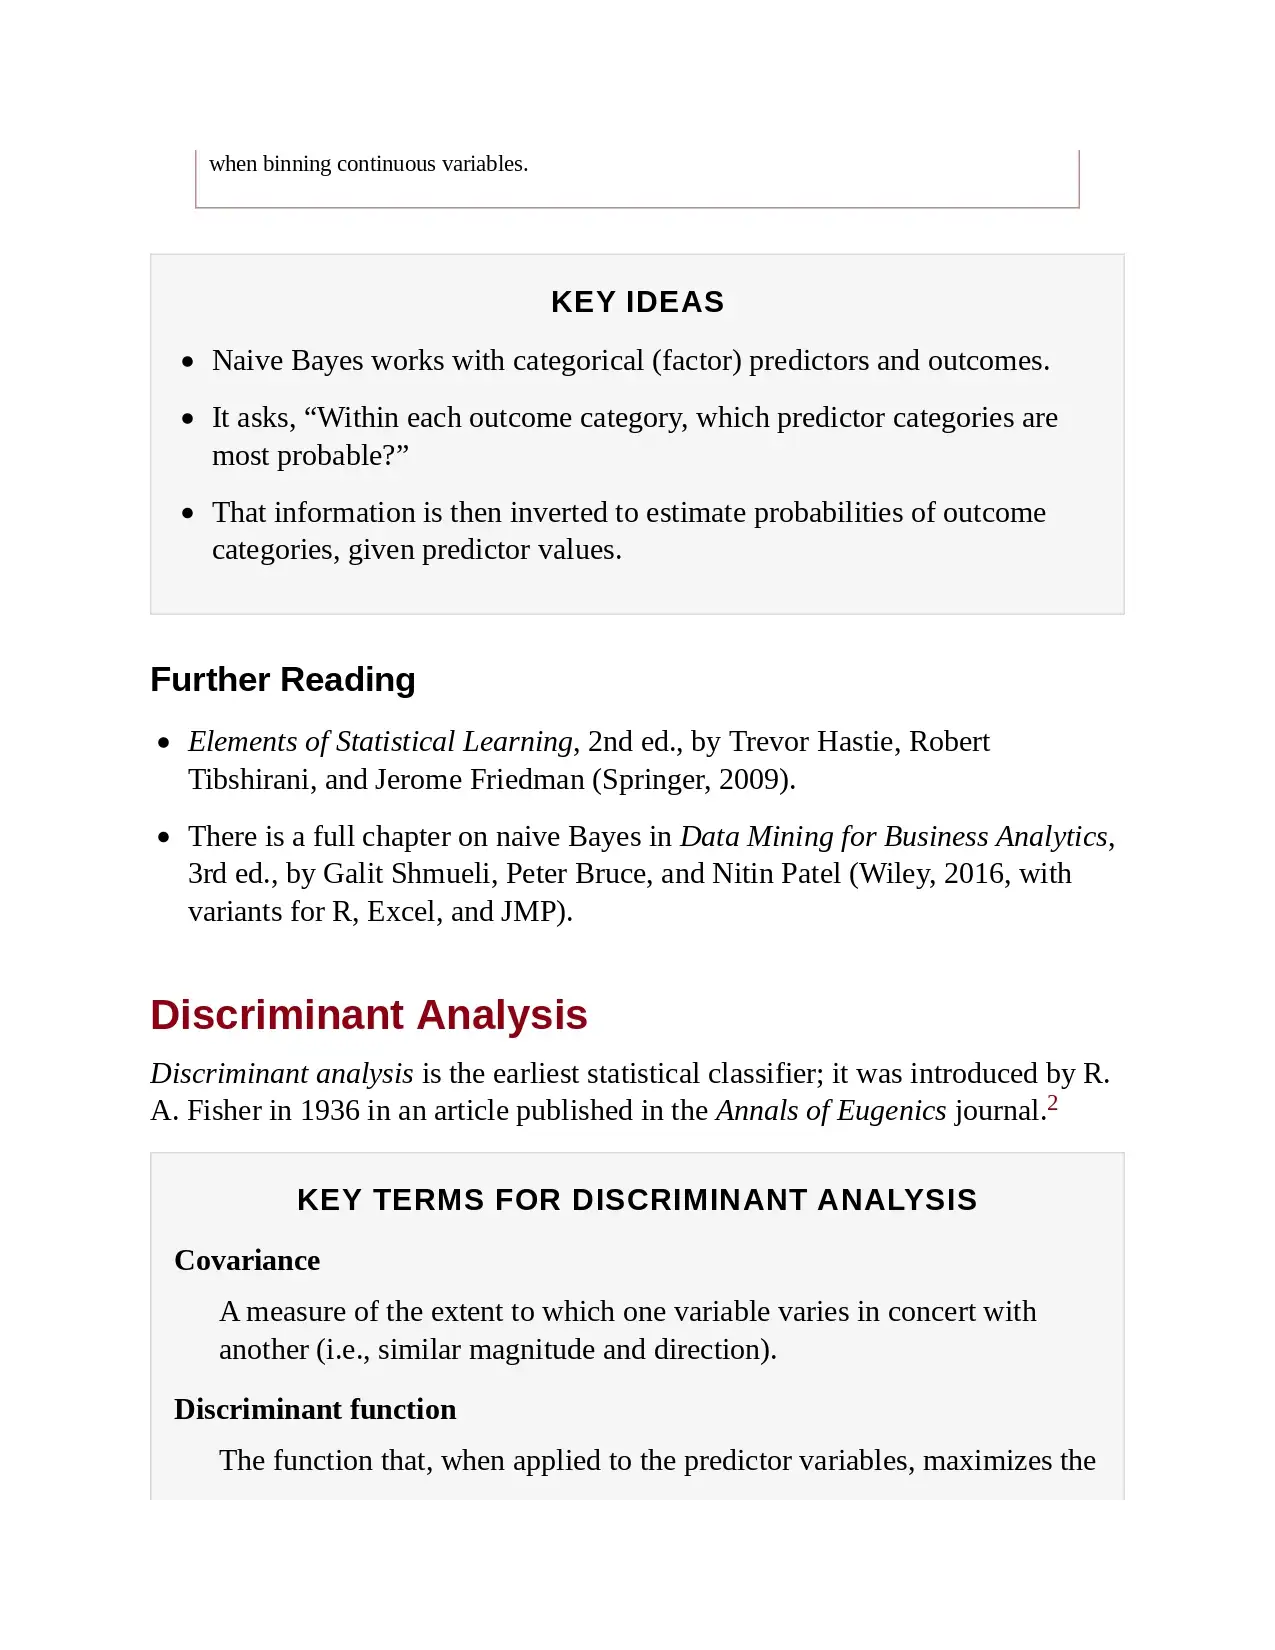 when binning continuous variables.
KEY IDEAS
Naive Bayes works with categorical (factor) predictors and outcomes.
It asks, “Within each outcome category, which predictor categories are
most probable?”
That information is then inverted to estimate probabilities of outcome
categories, given predictor values.
Further Reading
Elements of Statistical Learning, 2nd ed., by Trevor Hastie, Robert
Tibshirani, and Jerome Friedman (Springer, 2009).
There is a full chapter on naive Bayes in Data Mining for Business Analytics,
3rd ed., by Galit Shmueli, Peter Bruce, and Nitin Patel (Wiley, 2016, with
variants for R, Excel, and JMP).
Discriminant Analysis
Discriminant analysis is the earliest statistical classifier; it was introduced by R.
A. Fisher in 1936 in an article published in the Annals of Eugenics journal.2
KEY TERMS FOR DISCRIMINANT ANALYSIS
Covariance
A measure of the extent to which one variable varies in concert with
another (i.e., similar magnitude and direction).
Discriminant function
The function that, when applied to the predictor variables, maximizes the